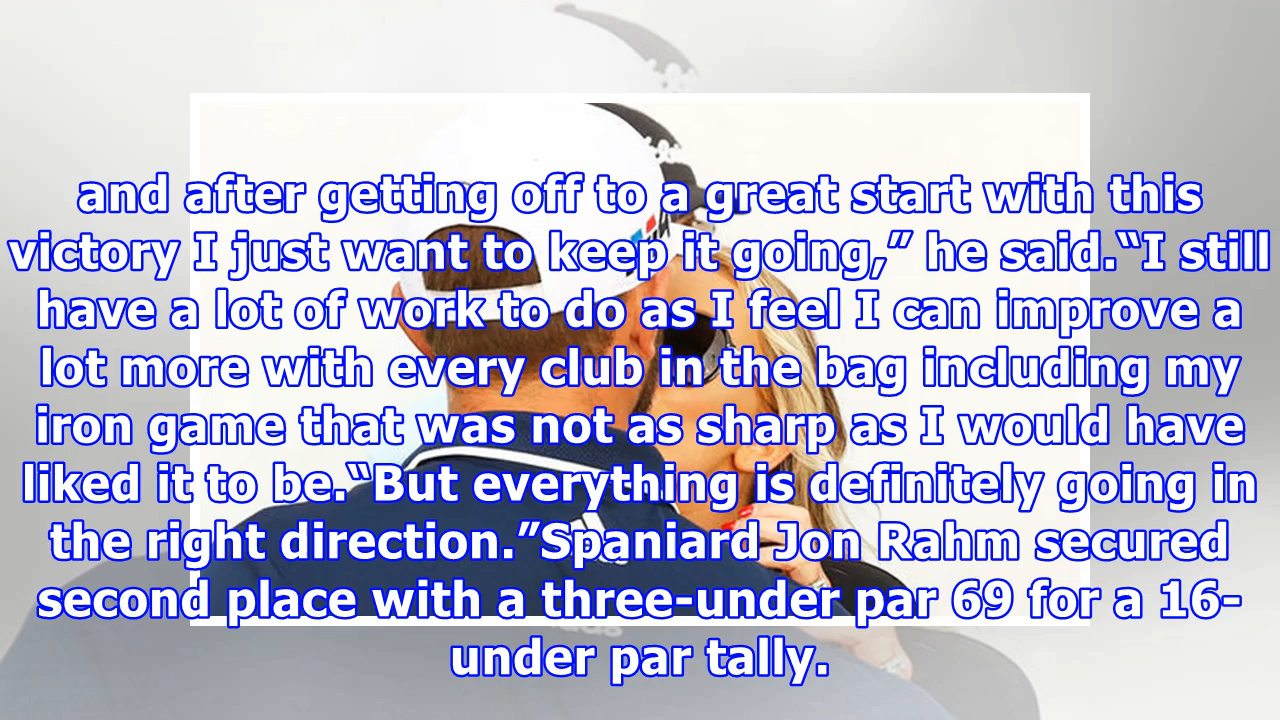 and after getting off to a great start with this
victory I just want to keep it going,” he said.“I still
have a lot of work to do as I feel I can improve a
lot more with every club in the bag including my
iron game that was not as sharp as I would have
liked it to be.“But everything is definitely going in
the right direction.”Spaniard Jon Rahm secured
second place with a three-under par 69 for a 16-
under par tally.